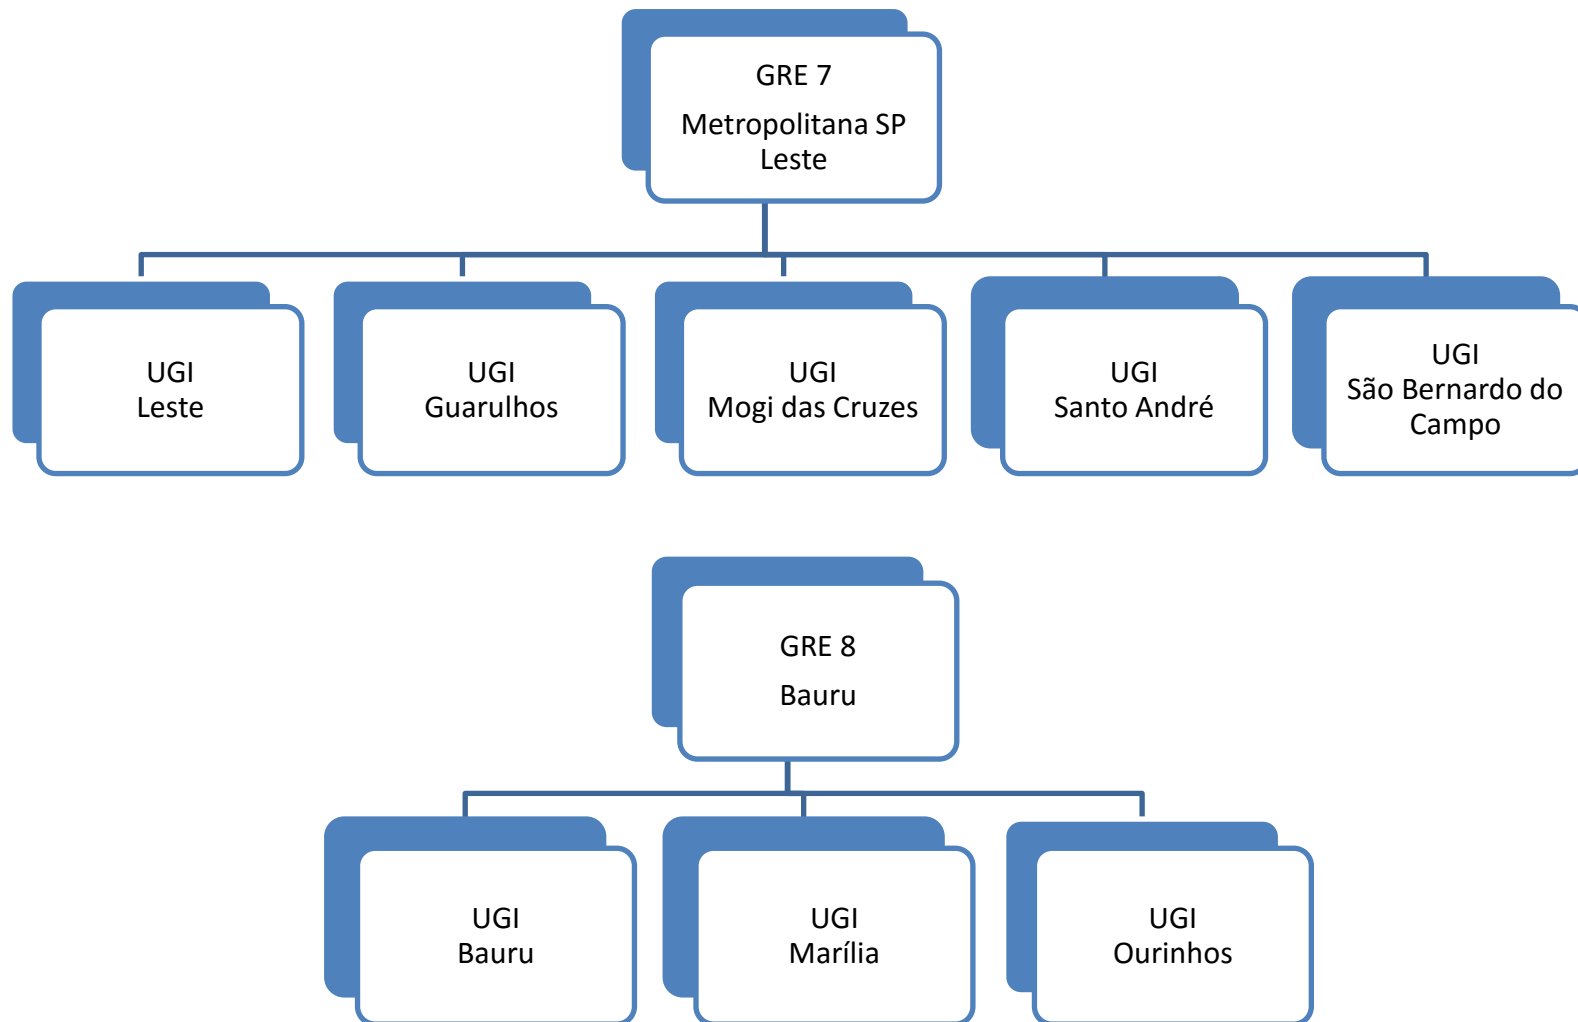 GRE 7
Metropolitana SP
Leste
UGI
Leste
UGI
Guarulhos
UGI
Mogi das Cruzes
UGI
Santo André
UGI
São Bernardo do
Campo
GRE 8
Bauru
UGI
Bauru
UGI
Marília
UGI
Ourinhos